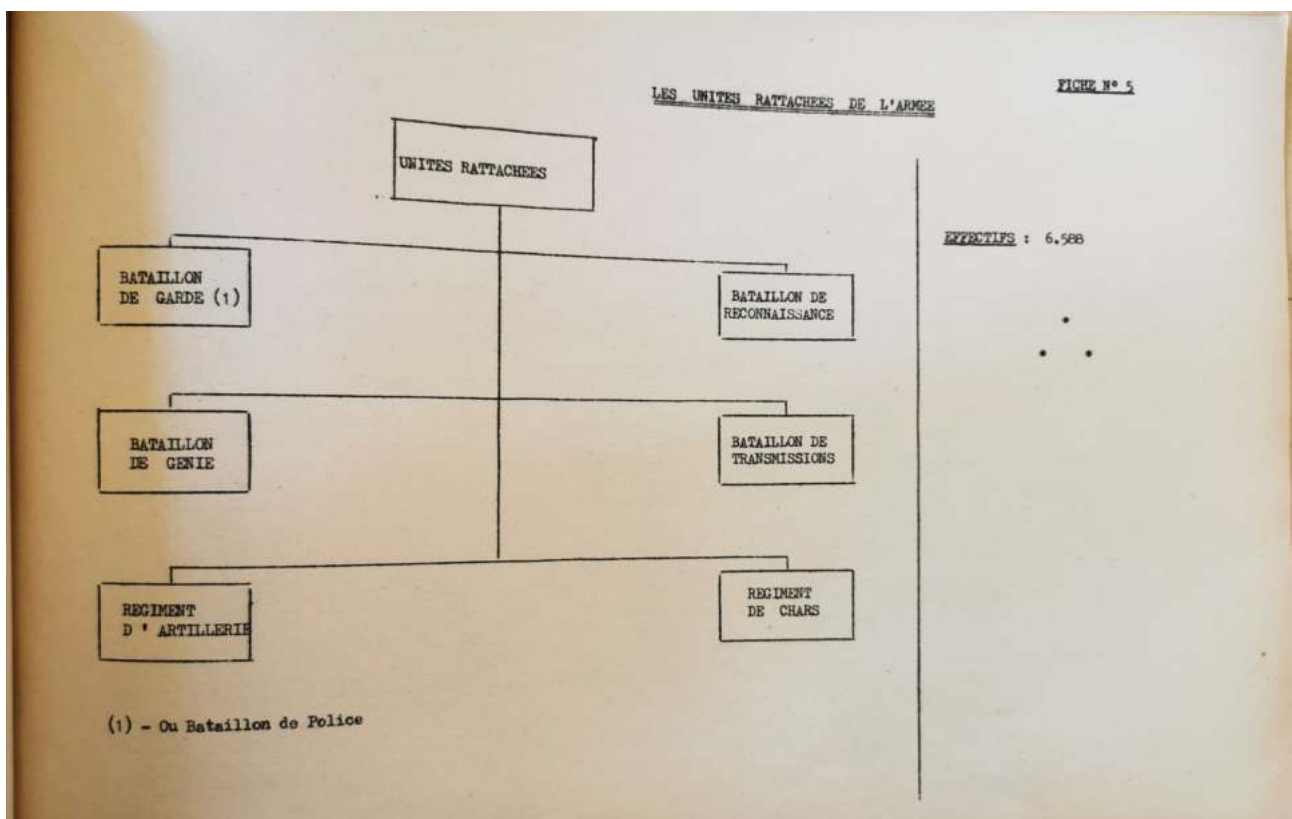 FICHE N° 5
LES UNITES RATTACHEES DE L'ARMEE
UNITES RATTACHEES
EFFECTIFS : 6.588
BATAILLON
DE GARDE (1)
BATAILLON DE
RECONNAISSANCE
BATAILLON
DE GENIE
BATAILLON DE
TRANSMISSIONS
REGIMENT
D ' ARTILLERIE
REGIMENT
DE CHARS
(1) - Ou Bataillon de Police